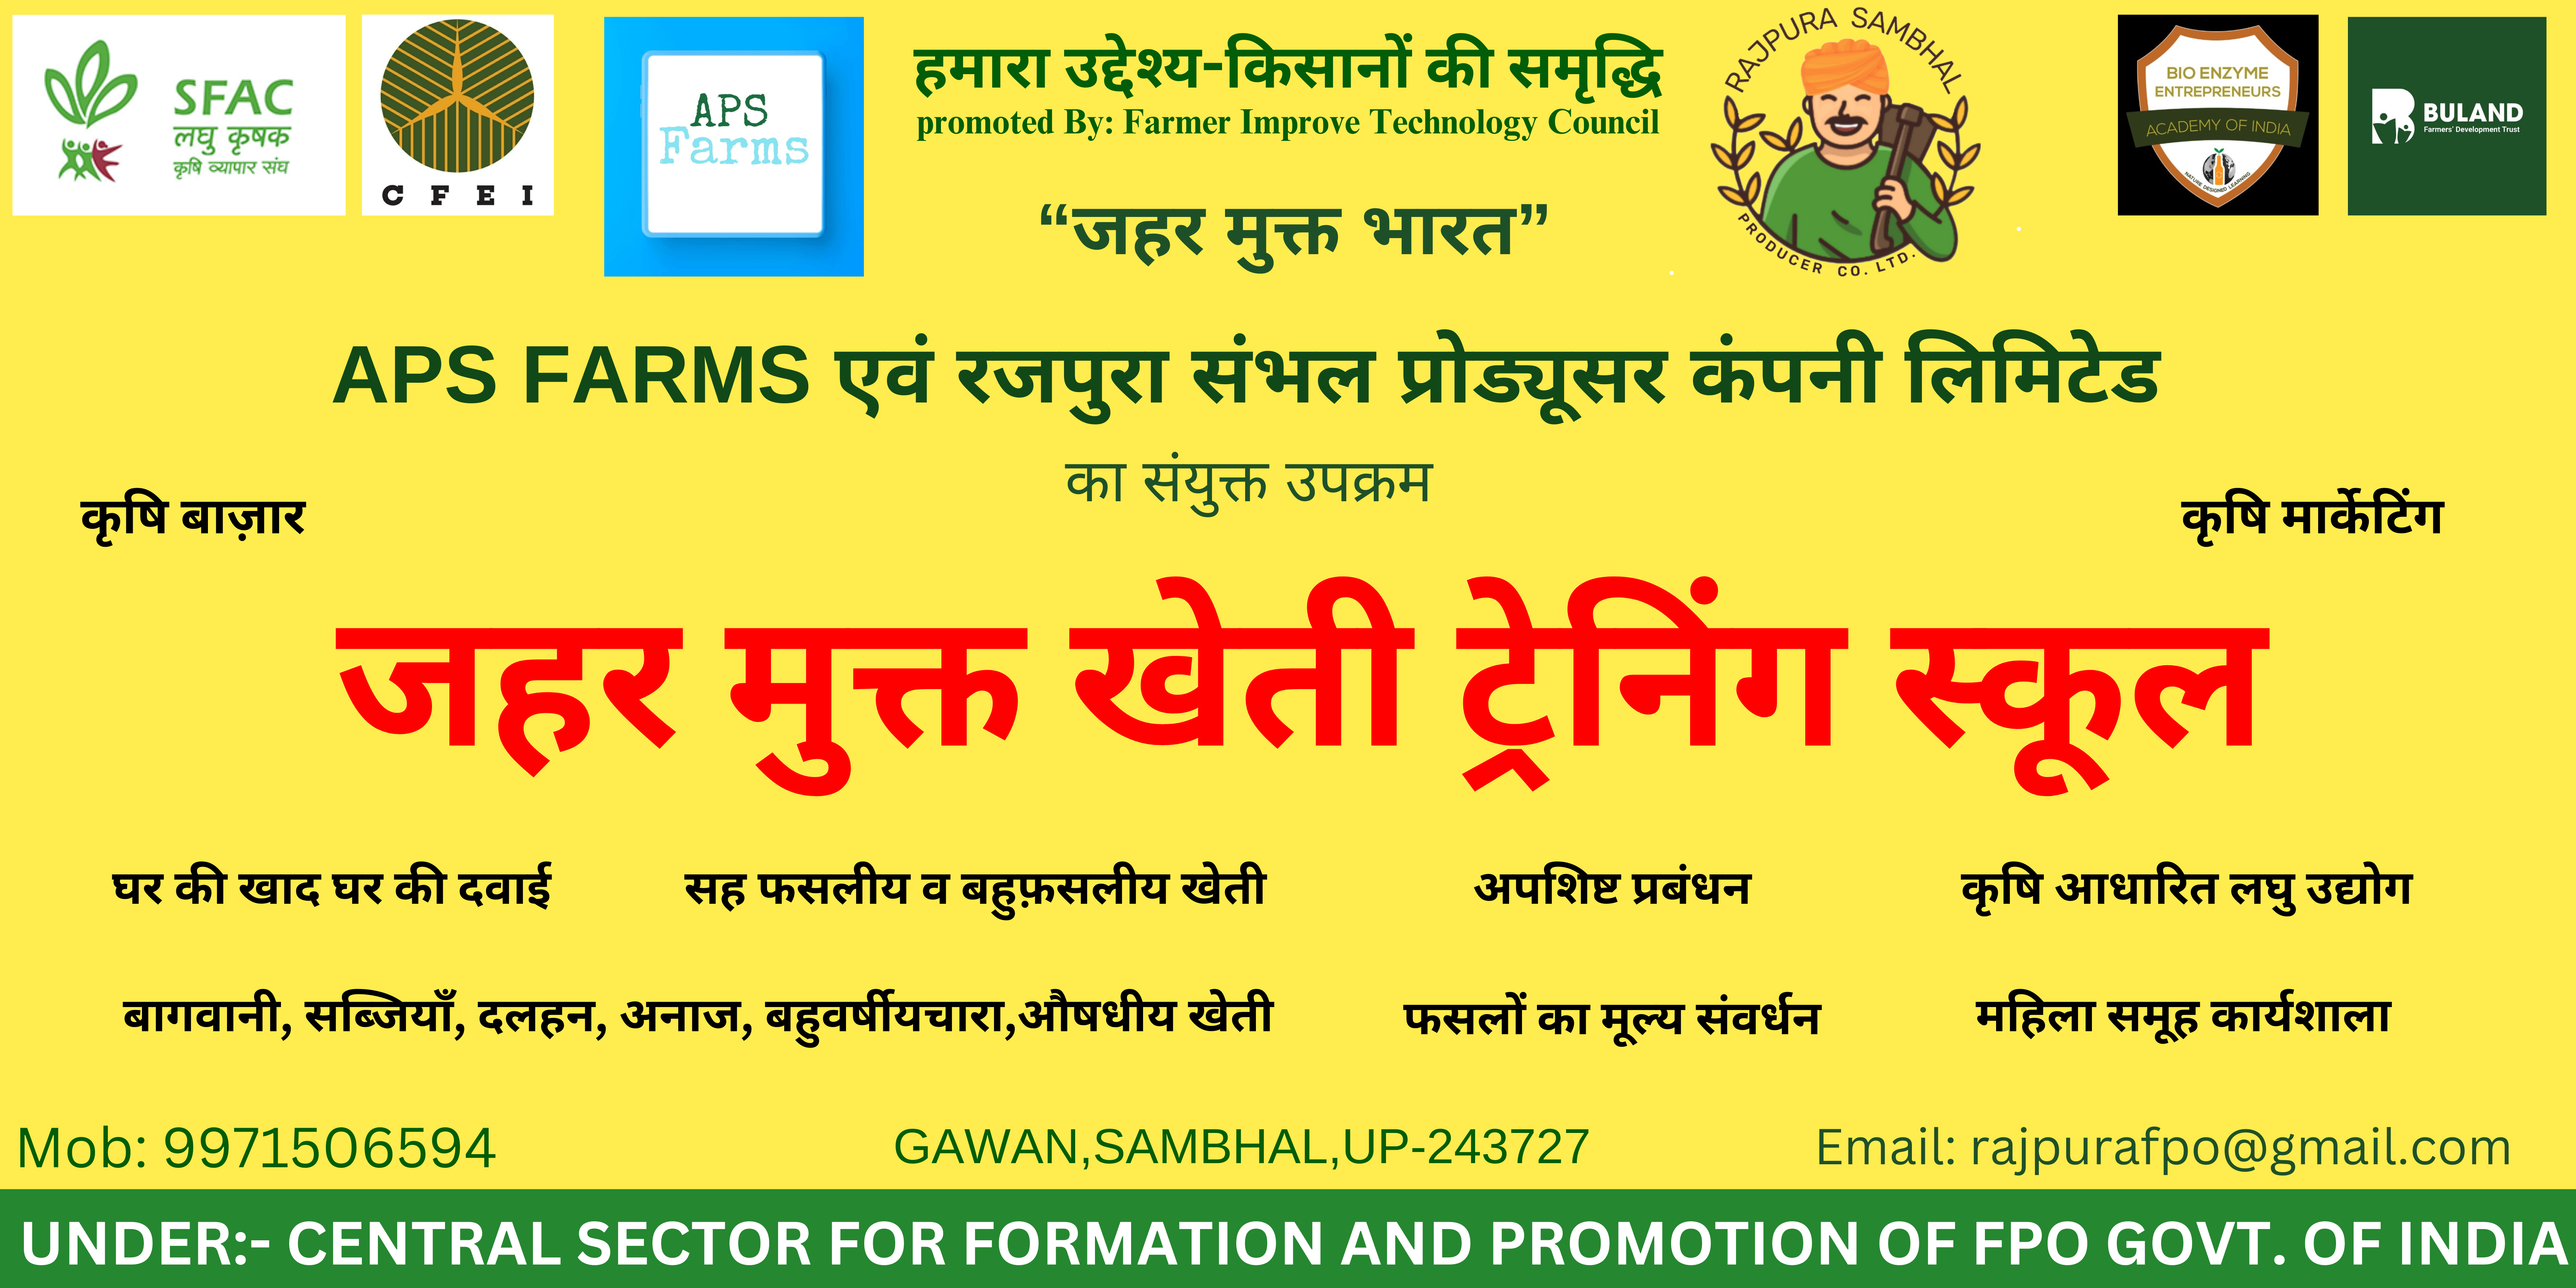 SFAC
लघु कृषक
कृषि व्यापार संघ
C F E I
APS
Farms
हमारा उद्देश्य-किसानों की समृद्धि
promoted By: Farmer Improve Technology Council
“जहर मुक्त भारत”
RAJPURA SAMBHAL
PRODUCER CO. LTD.
BIO ENZYME
ENTREPRENEURS
ACADEMY OF INDIA
NATURE DESIGNED LEARNING
BULAND
Farmers' Development Trust
APS FARMS एवं रजपुरा संभल प्रोड्यूसर कंपनी लिमिटेड
का संयुक्त उपक्रम
कृषि बाज़ार
कृषि मार्केटिंग
जहर मुक्त खेती ट्रेनिंग स्कूल
घर की खाद घर की दवाई
सह फसलीय व बहुफ़सलीय खेती
अपशिष्ट प्रबंधन
कृषि आधारित लघु उद्योग
बागवानी, सब्जियाँ, दलहन, अनाज, बहुवर्षीयचारा,औषधीय खेती
फसलों का मूल्य संवर्धन
महिला समूह कार्यशाला
Mob: 9971506594
GAWAN,SAMBHAL,UP-243727
Email: rajpurafpo@gmail.com
UNDER:- CENTRAL SECTOR FOR FORMATION AND PROMOTION OF FPO GOVT. OF INDIA